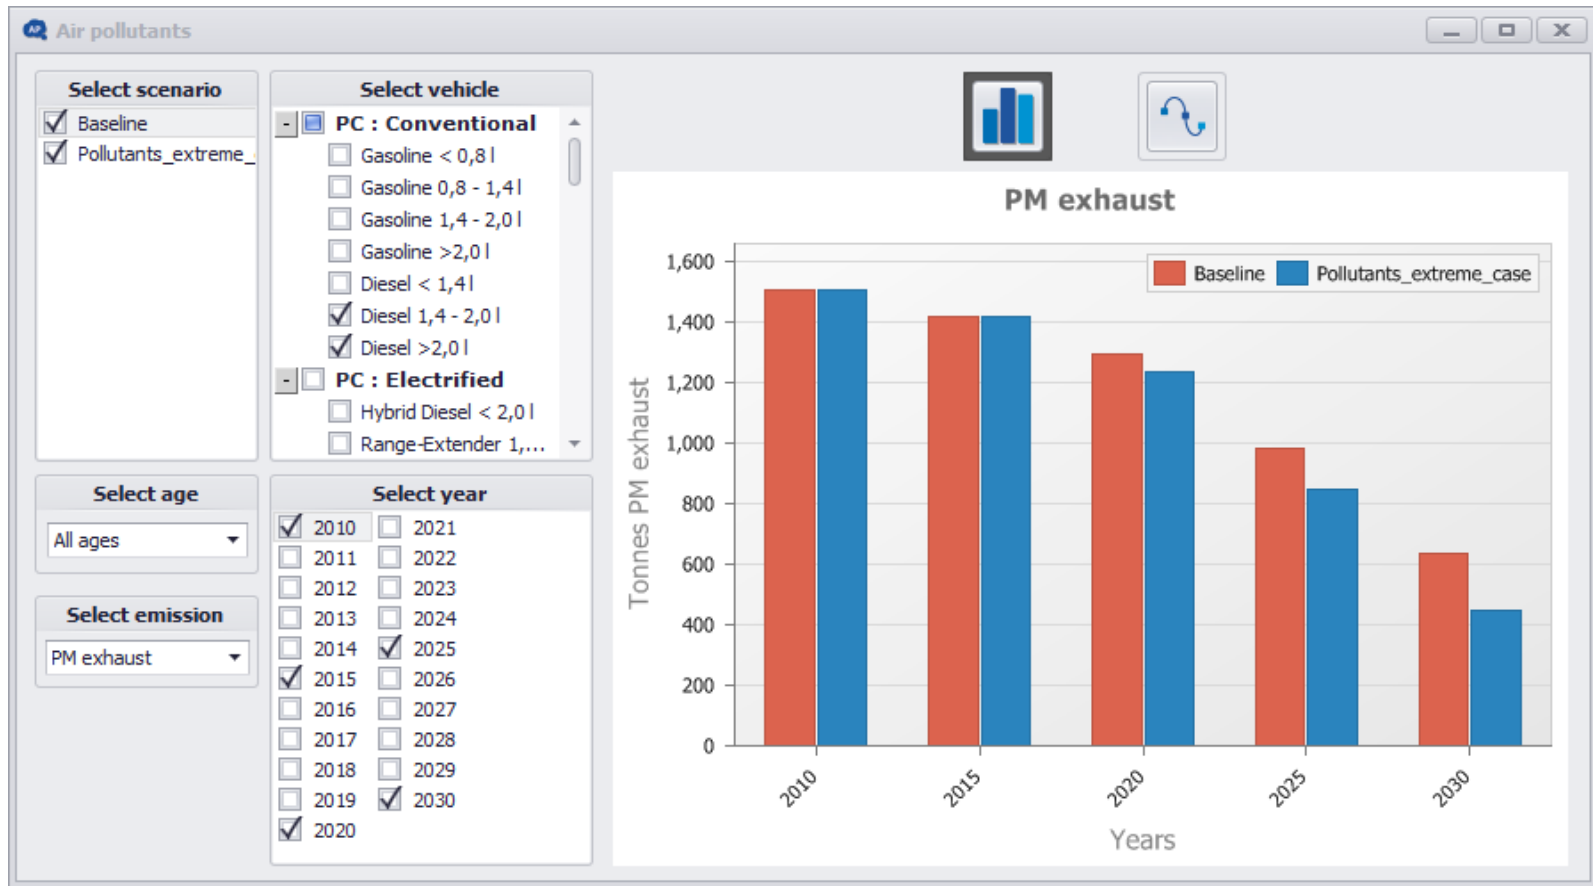 AP Air pollutants
Select scenario
Baseline
Pollutants_extreme_
Select vehicle
- PC : Conventional
Gasoline < 0,8 l
Gasoline 0,8 - 1,4 l
Gasoline 1,4 - 2,0 l
Gasoline >2,0 l
Diesel < 1,4 l
Diesel 1,4 - 2,0 l
Diesel >2,0 l
- PC : Electrified
Hybrid Diesel < 2,0 l
Range-Extender 1,...
Select age
All ages
Select emission
PM exhaust
Select year
2010 2021
2011 2022
2012 2023
2013 2024
2014 2025
2015 2026
2016 2027
2017 2028
2018 2029
2019 2030
2020
PM exhaust
Baseline Pollutants_extreme_case
Tonnes PM exhaust
1,600
1,400
1,200
1,000
800
600
400
200
0
2010 2015 2020 2025 2030
Years